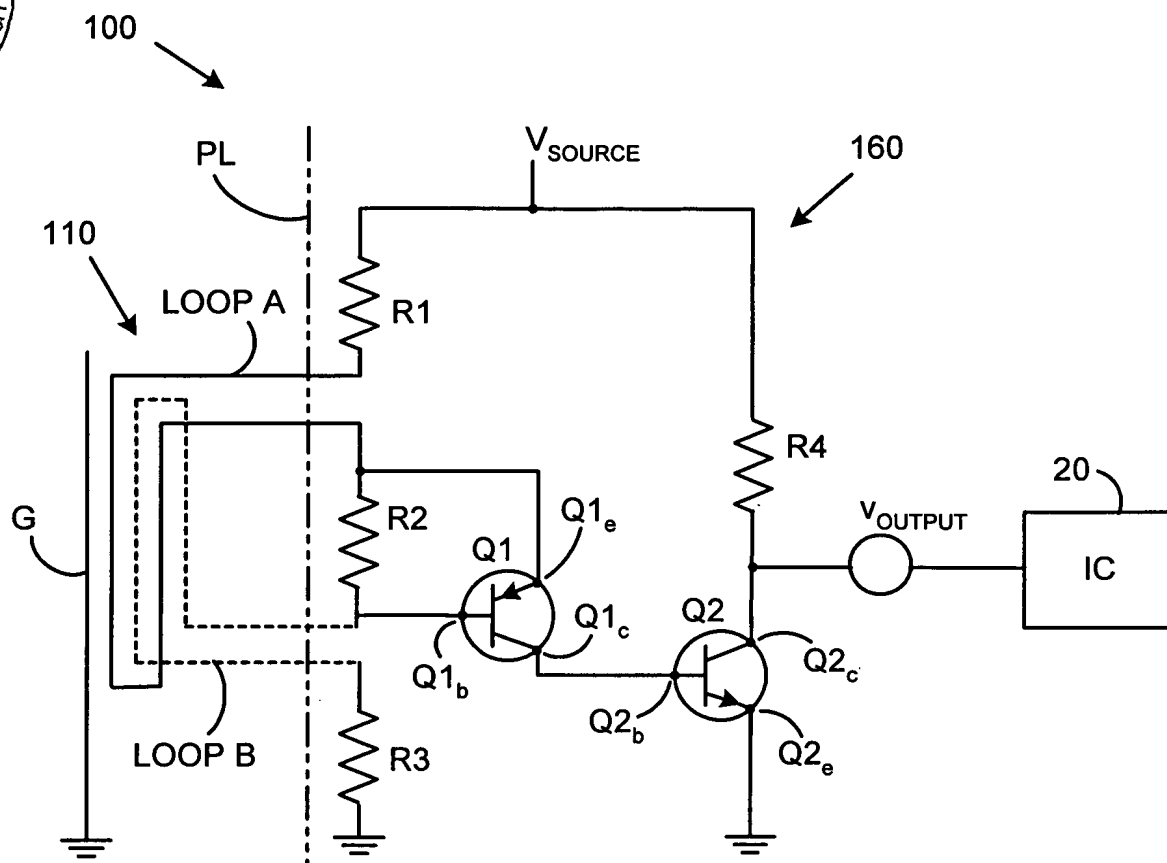 100
PL
V_SOURCE
160
110
LOOP A
R1
R4
20
G
R2
Q1
Q1_e
V_OUTPUT
IC
Q1_c
Q2
Q1_b
Q2_c
Q2_b
LOOP B
R3
Q2_e